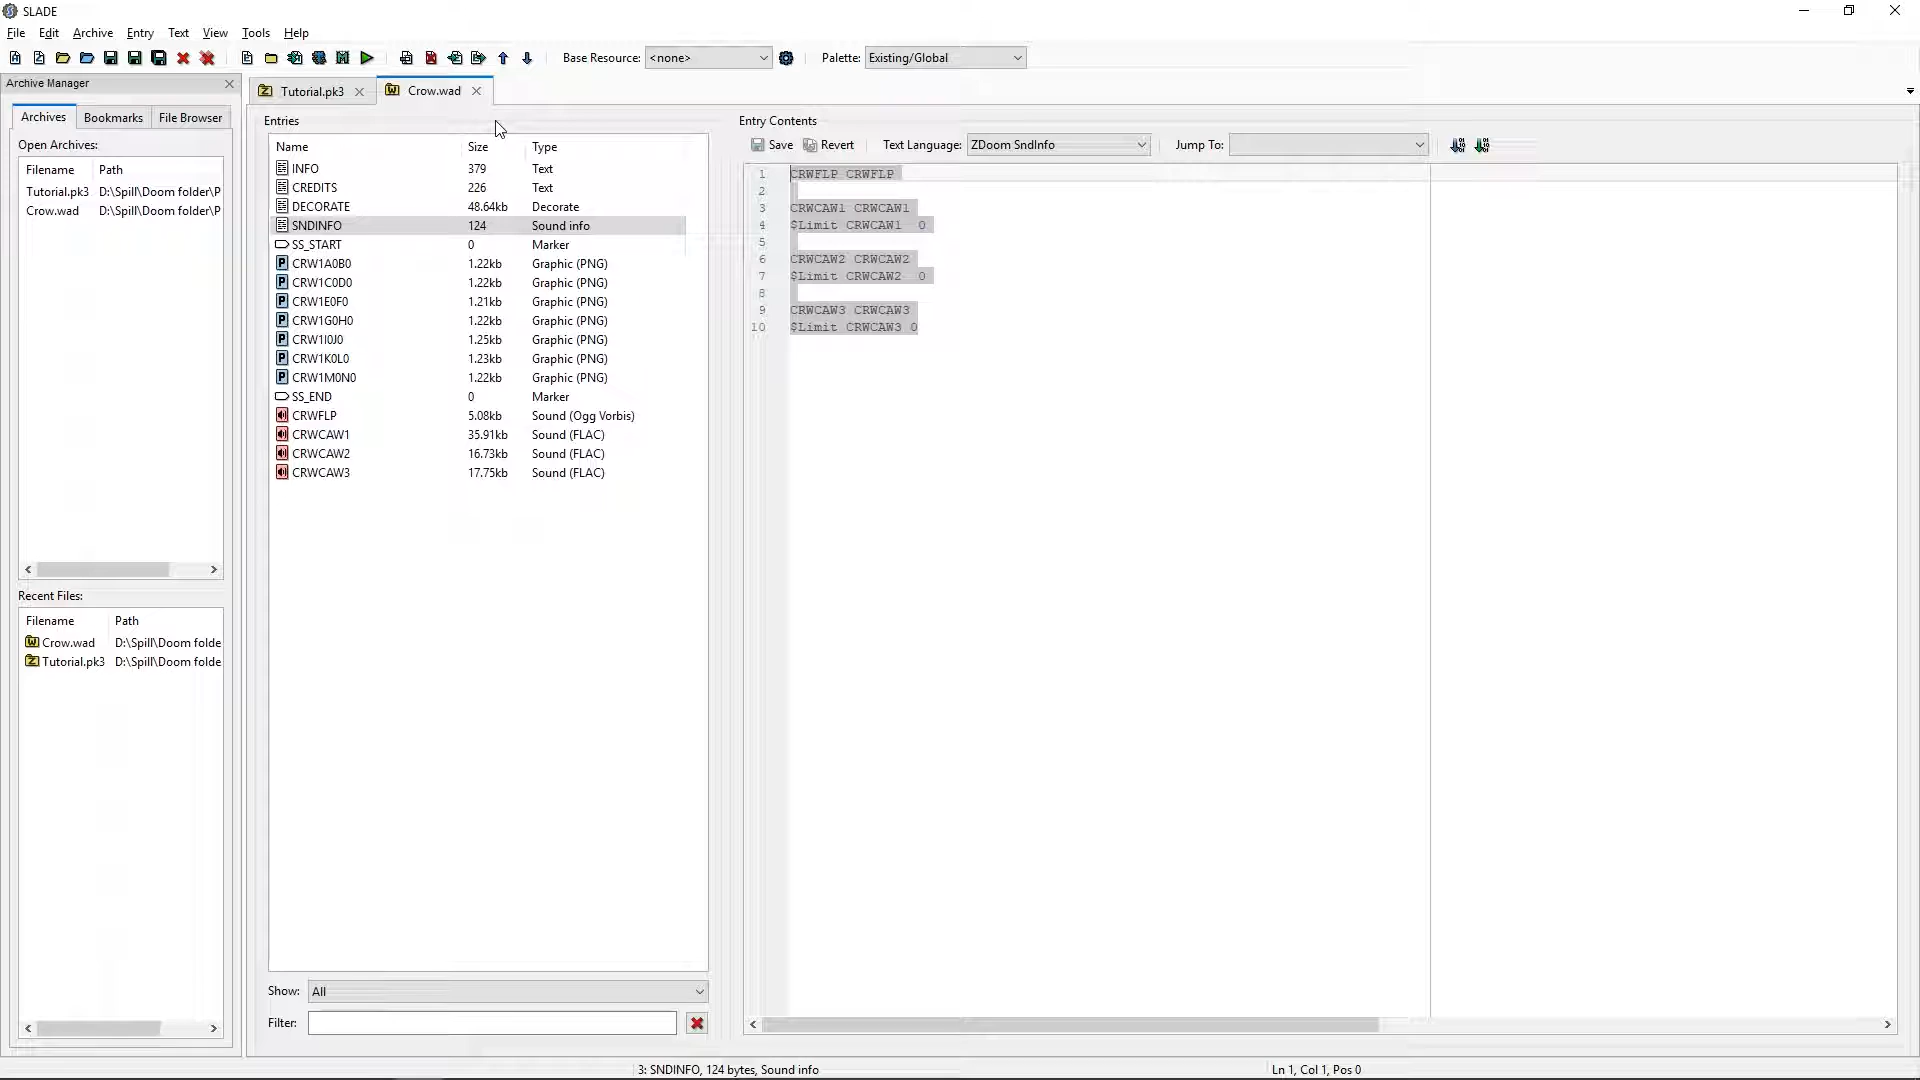 SLADE
File Edit Archive Entry Text View Tools Help
Base Resource: <none> Palette: Existing/Global
Archive Manager
Tutorial.pk3 Crow.wad
Archives Bookmarks File Browser
Open Archives:
Filename Path
Tutorial.pk3 D:\Spill\Doom folder\P
Crow.wad D:\Spill\Doom folder\P
Recent Files:
Filename Path
Crow.wad D:\Spill\Doom folde
Tutorial.pk3 D:\Spill\Doom folde
Entries
Name Size Type
INFO 379 Text
CREDITS 226 Text
DECORATE 48.64kb Decorate
SNDINFO 124 Sound info
SS_START 0 Marker
CRW1A0B0 1.22kb Graphic (PNG)
CRW1C0D0 1.22kb Graphic (PNG)
CRW1E0F0 1.21kb Graphic (PNG)
CRW1G0H0 1.22kb Graphic (PNG)
CRW1I0J0 1.25kb Graphic (PNG)
CRW1K0L0 1.23kb Graphic (PNG)
CRW1M0N0 1.22kb Graphic (PNG)
SS_END 0 Marker
CRWFLP 5.08kb Sound (Ogg Vorbis)
CRWCAW1 35.91kb Sound (FLAC)
CRWCAW2 16.73kb Sound (FLAC)
CRWCAW3 17.75kb Sound (FLAC)
Show: All
Filter:
Entry Contents
Save Revert Text Language: ZDoom SndInfo Jump To:
1 CRWFLP CRWFLP
2
3 CRWCAW1 CRWCAW1
4 $Limit CRWCAW1 0
5
6 CRWCAW2 CRWCAW2
7 $Limit CRWCAW2 0
8
9 CRWCAW3 CRWCAW3
10 $Limit CRWCAW3 0
3: SNDINFO, 124 bytes, Sound info
Ln 1, Col 1, Pos 0